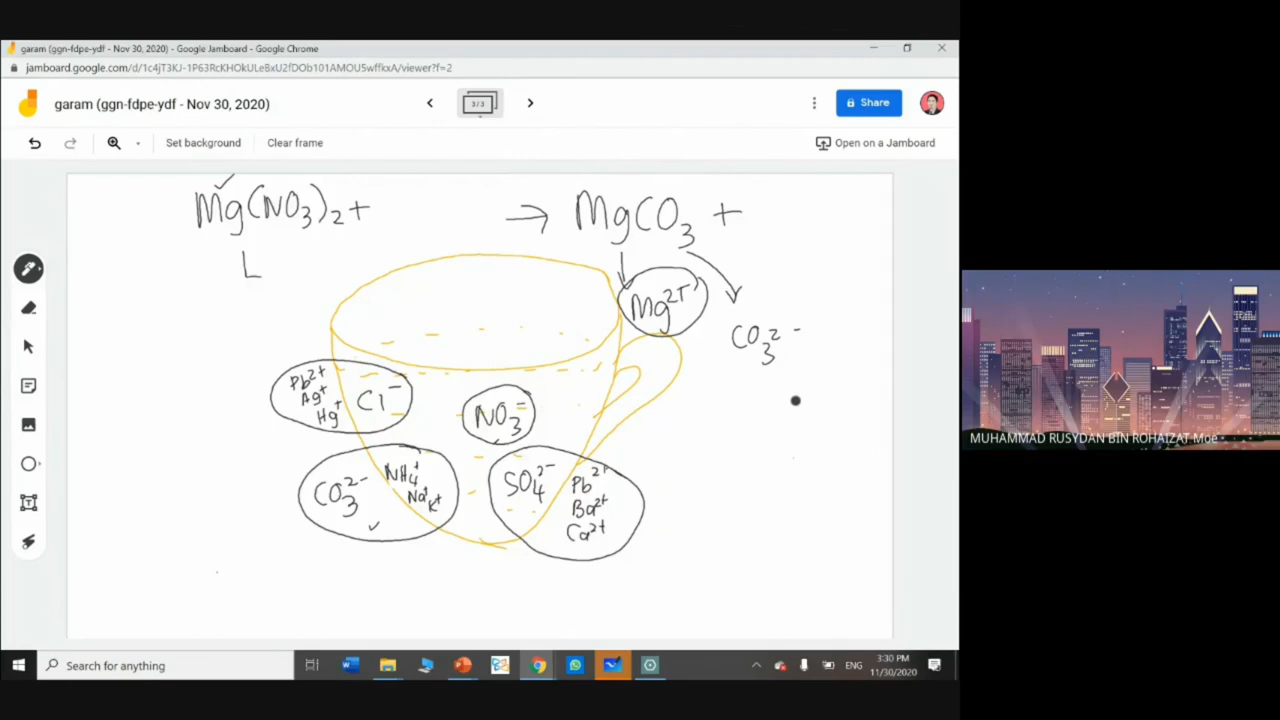 garam (ggn-fdpe-ydf - Nov 30, 2020) - Google Jamboard - Google Chrome
jamboard.google.com/d/1c4jT3KJ-1P63RcKHOkULeBxU2fDOb101AMOU5wffkxA/viewer?f=2
garam (ggn-fdpe-ydf - Nov 30, 2020)
3/3
Share
Set background
Clear frame
Open on a Jamboard
Mg(NO3)2 + → MgCO3 +
L
Mg2+
CO3 2-
Pb2+
Ag+
Hg+
Cl-
NO3-
CO3 2-
NH4+
Na+
K+
SO4 2-
Pb2+
Ba2+
Ca2+
MUHAMMAD RUSYDAN BIN ROHAIZAT Moe
Search for anything
ENG
3:30 PM
11/30/2020